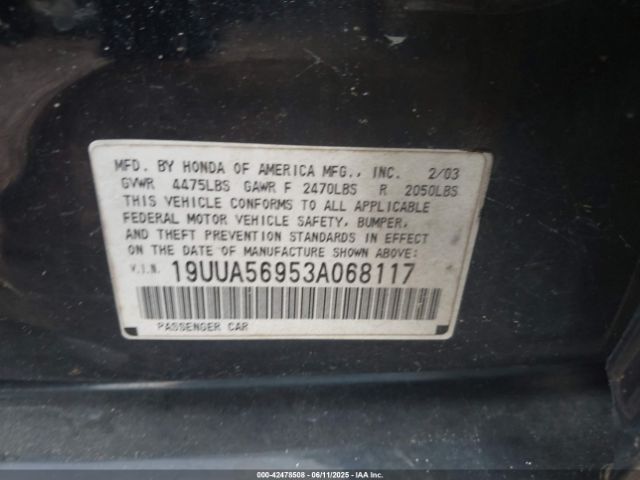 MFD. BY HONDA OF AMERICA MFG., INC. 2/03
GVWR 4475LBS GAWR F 2470LBS R 2050LBS
THIS VEHICLE CONFORMS TO ALL APPLICABLE
FEDERAL MOTOR VEHICLE SAFETY, BUMPER,
AND THEFT PREVENTION STANDARDS IN EFFECT
ON THE DATE OF MANUFACTURE SHOWN ABOVE:
V.I.N. 19UUA56953A068117
PASSENGER CAR
000-42478508 - 06/11/2025 - IAA Inc.